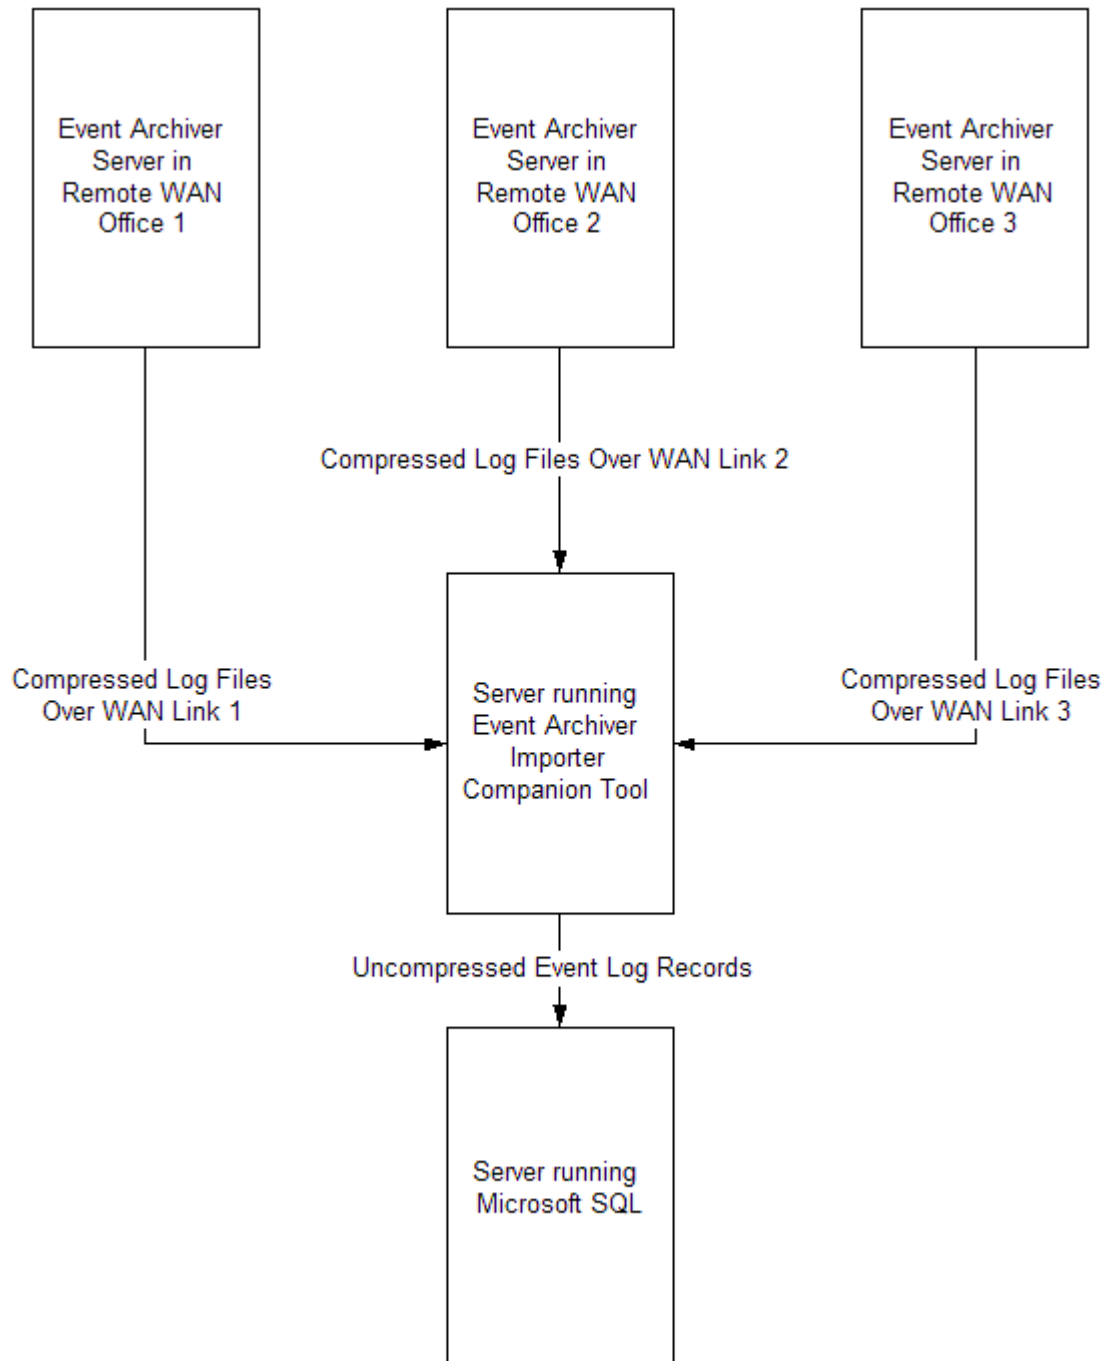 Event Archiver
Server in
Remote WAN
Office 1
Event Archiver
Server in
Remote WAN
Office 2
Event Archiver
Server in
Remote WAN
Office 3
Compressed Log Files Over WAN Link 2
Compressed Log Files
Over WAN Link 1
Server running
Event Archiver
Importer
Companion Tool
Compressed Log Files
Over WAN Link 3
Uncompressed Event Log Records
Server running
Microsoft SQL